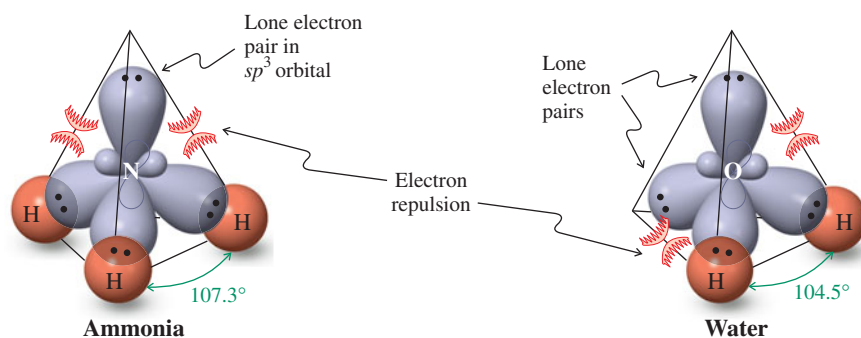 Lone electron
pair in
sp³ orbital
N
H
H
H
107.3°
Ammonia
Electron
repulsion
Lone
electron
pairs
O
H
H
104.5°
Water